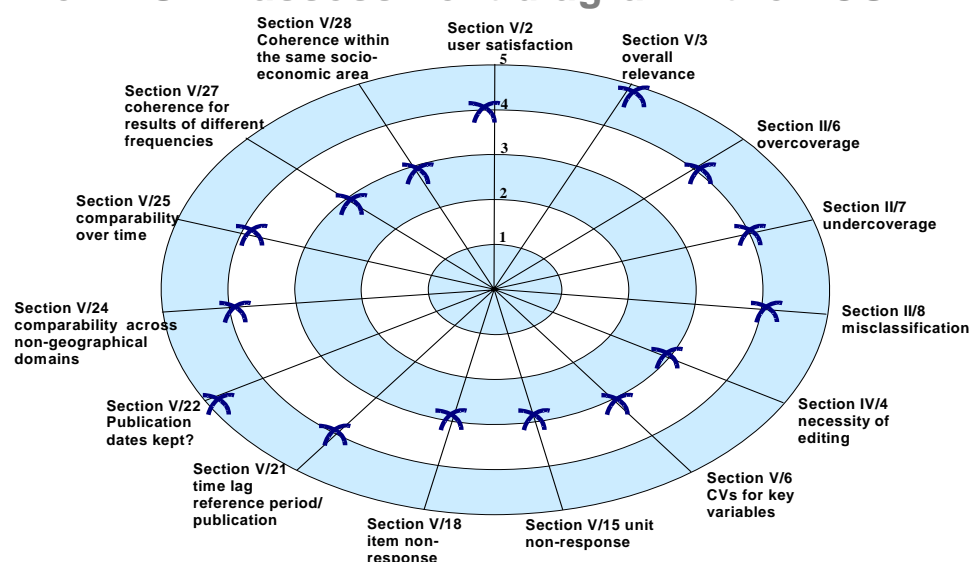 Section V/28
Coherence within
the same socio-
economic area
Section V/2
user satisfaction
Section V/3
overall
relevance
Section V/27
coherence for
results of different
frequencies
Section II/6
overcoverage
Section V/25
comparability
over time
Section II/7
undercoverage
Section V/24
comparability across
non-geographical
domains
Section II/8
misclassification
Section V/22
Publication
dates kept?
Section IV/4
necessity of
editing
Section V/21
time lag
reference period/
publication
Section V/6
CVs for key
variables
Section V/18
item non-
response
Section V/15 unit
non-response
5
4
3
2
1